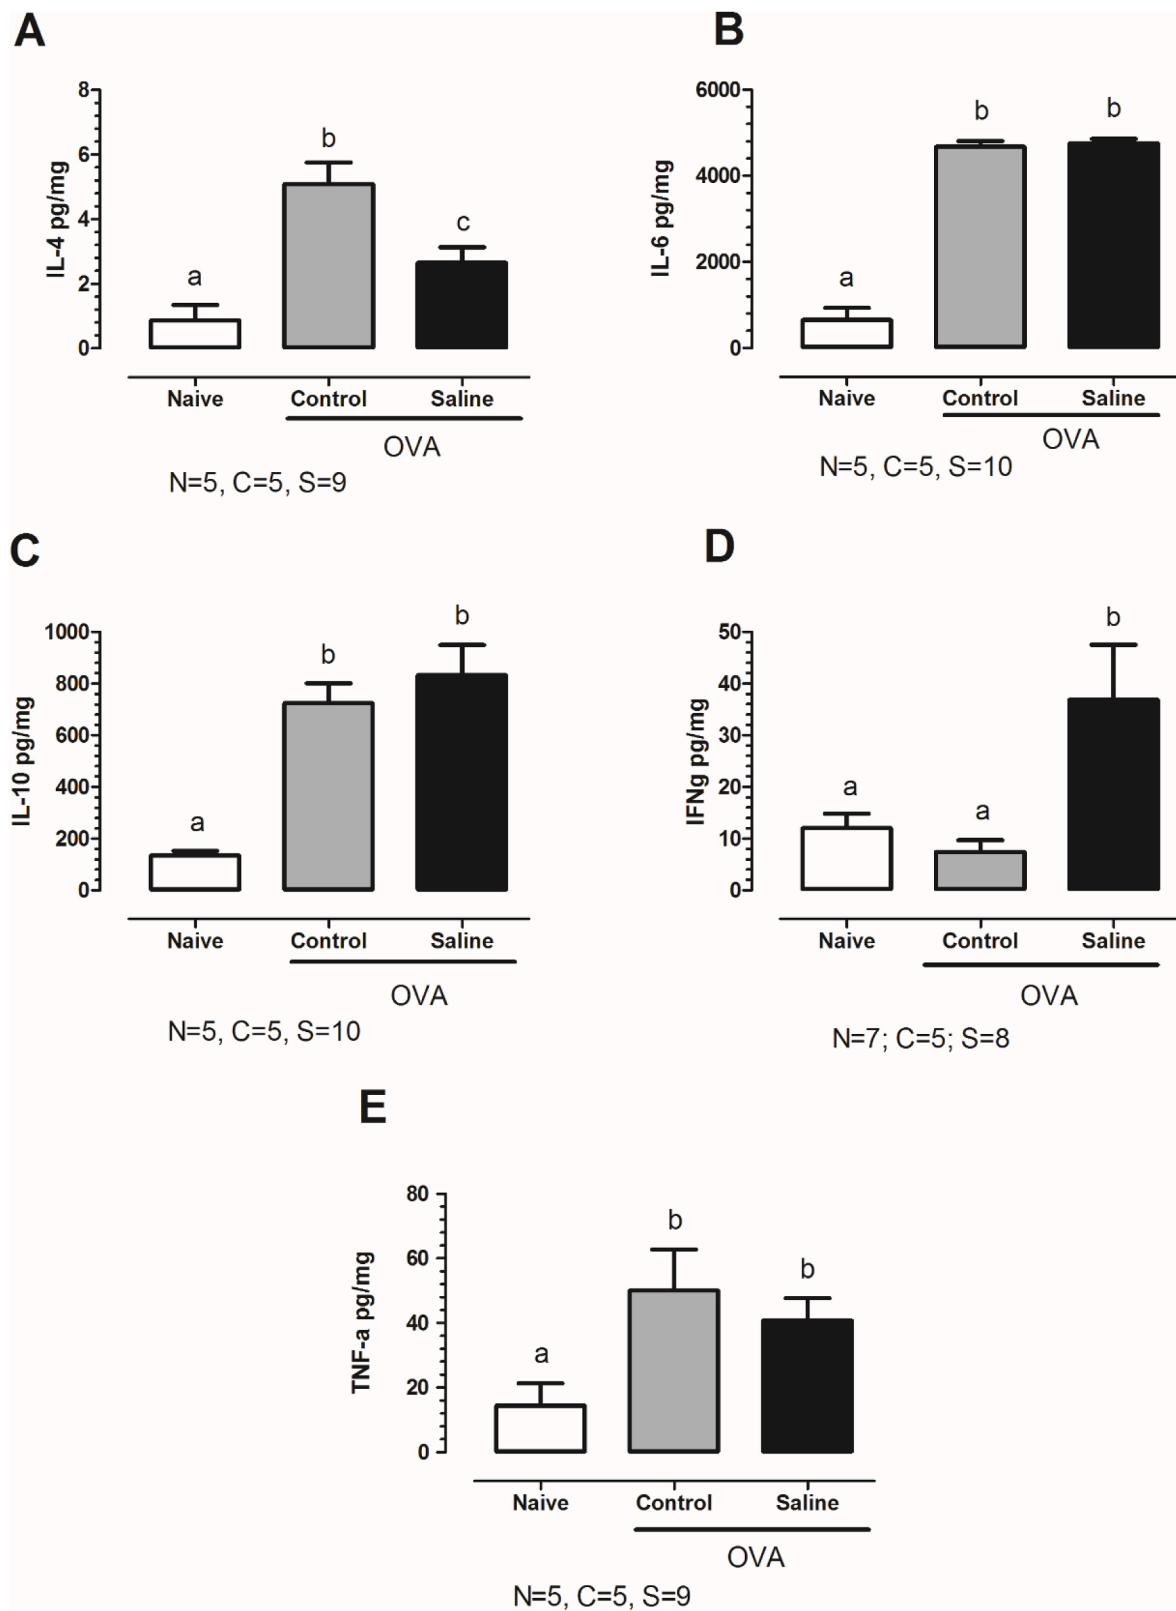 A
B
8
6
4
2
0
IL-4 pg/mg
a
b
c
Naive Control Saline
OVA
N=5, C=5, S=9
6000
4000
2000
0
IL-6 pg/mg
a
b
b
Naive Control Saline
OVA
N=5, C=5, S=10
C
D
1000
800
600
400
200
0
IL-10 pg/mg
a
b
b
Naive Control Saline
OVA
N=5, C=5, S=10
50
40
30
20
10
0
IFNg pg/mg
a
a
b
Naive Control Saline
OVA
N=7; C=5; S=8
E
80
60
40
20
0
TNF-a pg/mg
a
b
b
Naive Control Saline
OVA
N=5, C=5, S=9